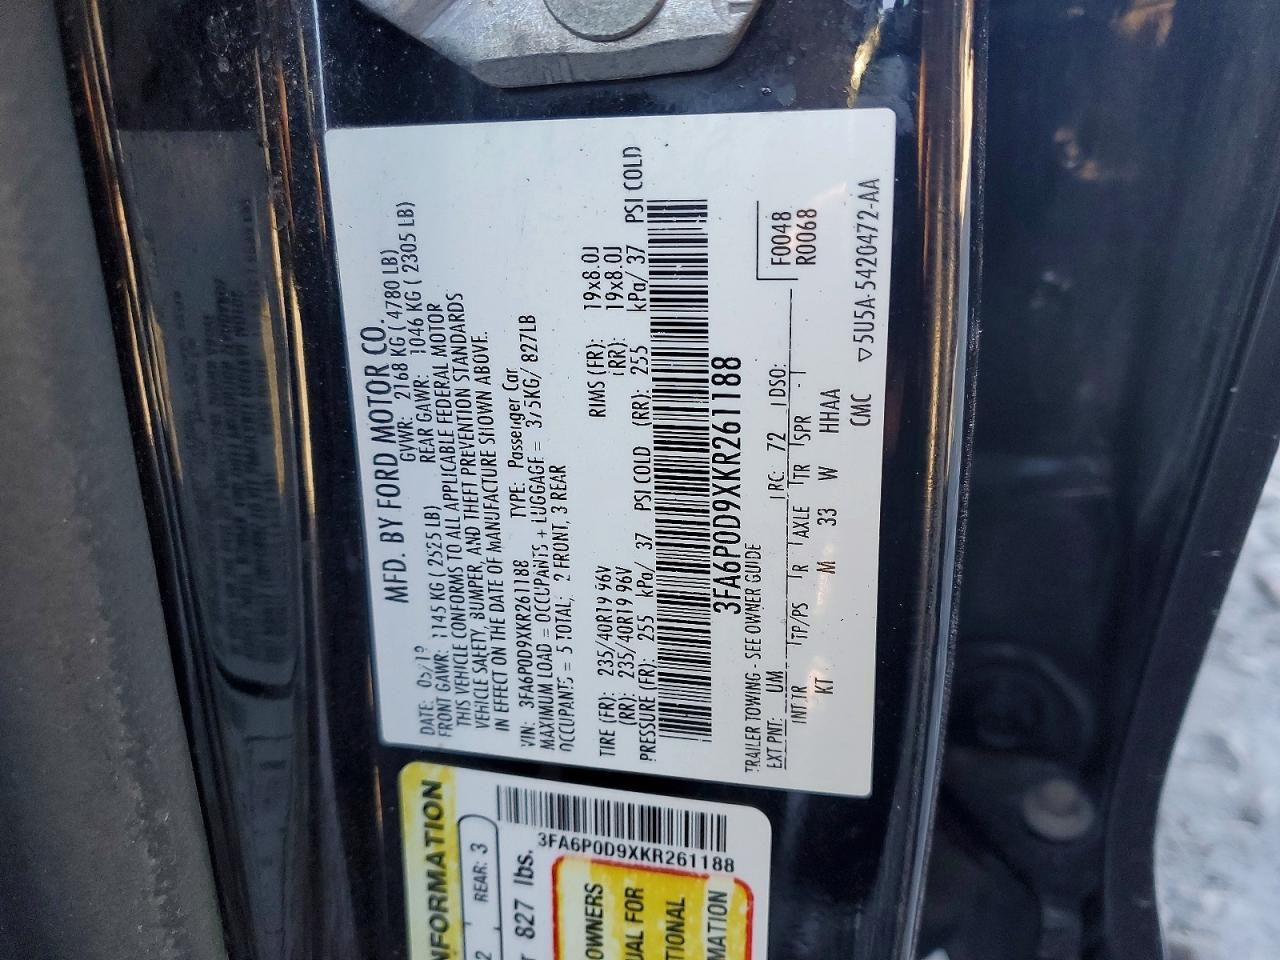 MFD. BY FORD MOTOR CO.
DATE: 05/19 GVWR: 2168 KG ( 4780 LB)
FRONT GAWR: 1145 KG ( 2525 LB) REAR GAWR: 1046 KG ( 2305 LB)
THIS VEHICLE CONFORMS TO ALL APPLICABLE FEDERAL MOTOR
VEHICLE SAFETY, BUMPER, AND THEFT PREVENTION STANDARDS
IN EFFECT ON THE DATE OF MANUFACTURE SHOWN ABOVE.
VIN: 3FA6P0D9XKR261188 TYPE: Passenger Car
MAXIMUM LOAD = OCCUPANTS + LUGGAGE = 375KG/ 827LB
OCCUPANTS = 5 TOTAL, 2 FRONT, 3 REAR
TIRE (FR): 235/40R19 96V RIMS (FR): 19x8.0J
(RR): 235/40R19 96V (RR): 19x8.0J
PRESSURE (FR): 255 kPa/ 37 PSI COLD (RR): 255 kPa/ 37 PSI COLD
3FA6P0D9XKR261188
TRAILER TOWING - SEE OWNER GUIDE
F0048
R0068
EXT PNT: UM RC: 72 DSO:
INT TR TP/PS R AXLE TR SPR
KT M 33 W - HHAA
CMC ▽5U5A-5420472-AA
NFORMATION
2 REAR: 3
827 lbs.
3FA6P0D9XKR261188
OWNERS
UAL FOR
TIONAL
MATION